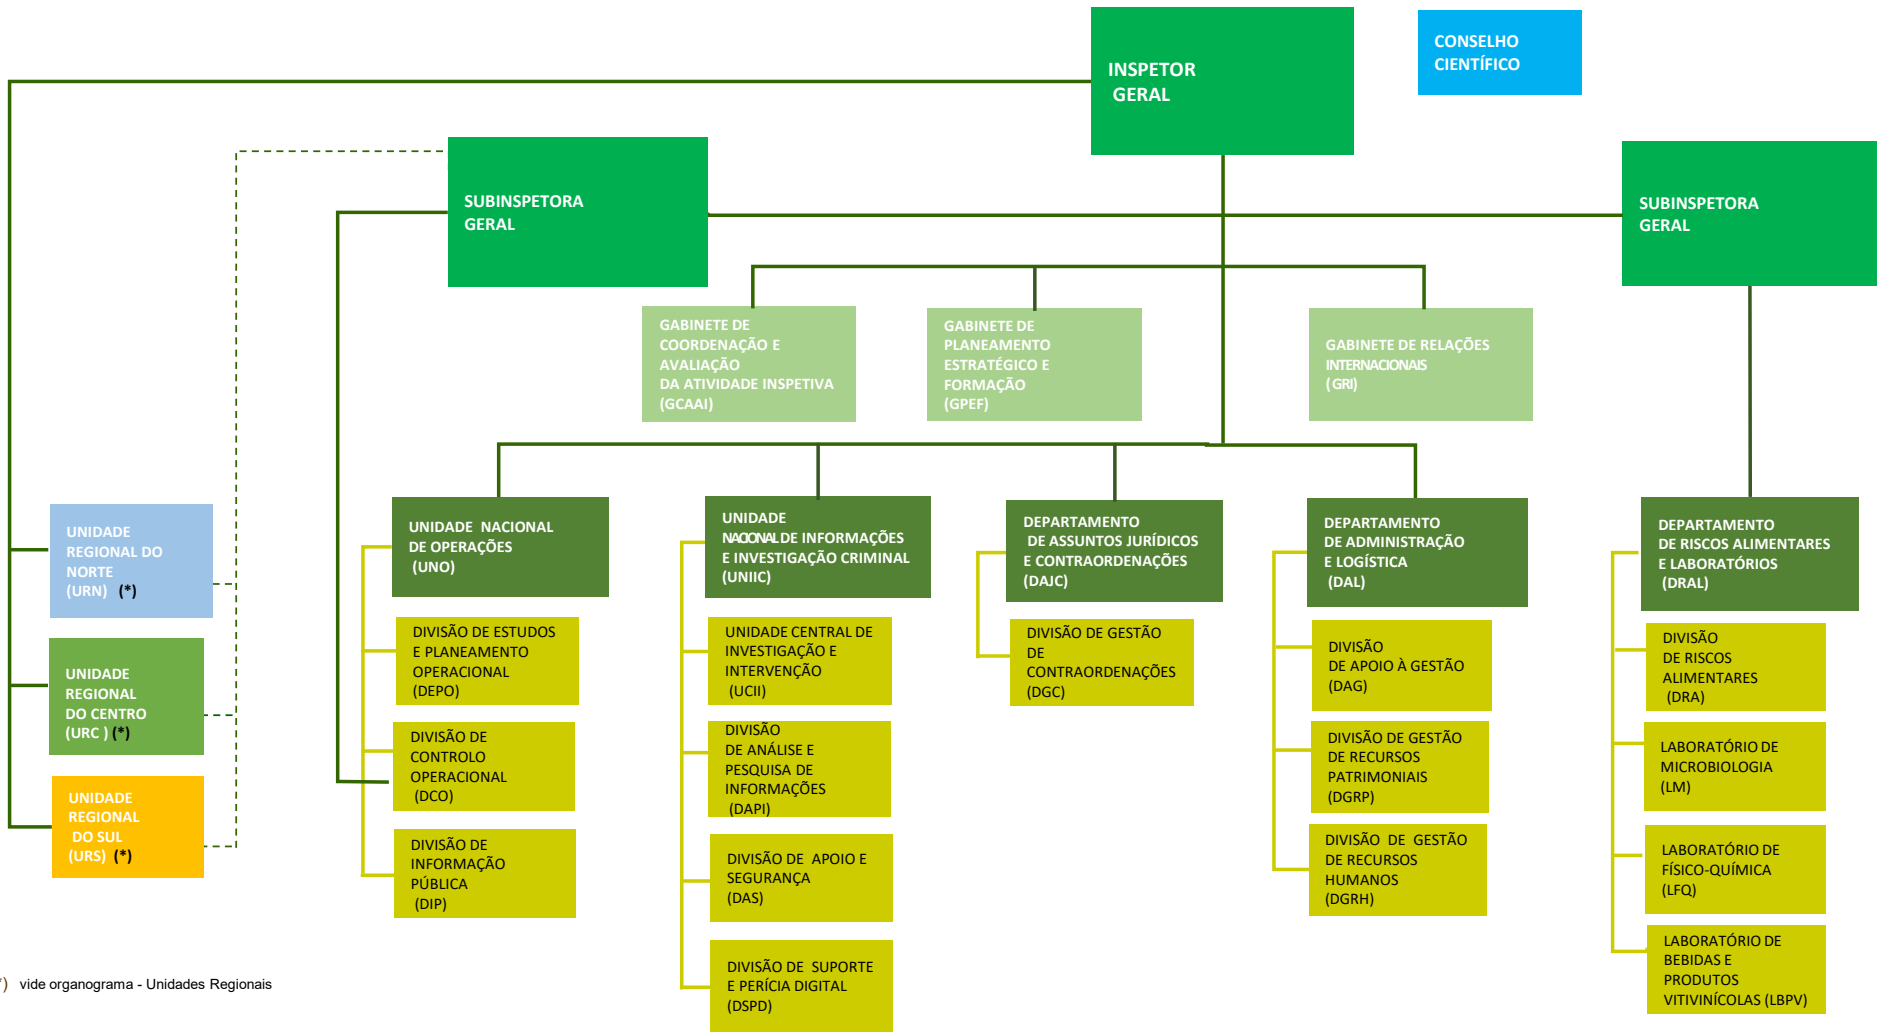 INSPETOR
GERAL
CONSELHO
CIENTÍFICO
SUBINSPETORA
GERAL
SUBINSPETORA
GERAL
GABINETE DE
COORDENAÇÃO E
AVALIAÇÃO
DA ATIVIDADE INSPETIVA
(GCAAI)
GABINETE DE
PLANEAMENTO
ESTRATÉGICO E
FORMAÇÃO
(GPEF)
GABINETE DE RELAÇÕES
INTERNACIONAIS
(GRI)
UNIDADE
REGIONAL DO
NORTE
(URN) (*)
UNIDADE
REGIONAL
DO CENTRO
(URC ) (*)
UNIDADE
REGIONAL
DO SUL
(URS) (*)
UNIDADE NACIONAL
DE OPERAÇÕES
(UNO)
DIVISÃO DE ESTUDOS
E PLANEAMENTO
OPERACIONAL
(DEPO)
DIVISÃO DE
CONTROLO
OPERACIONAL
(DCO)
DIVISÃO DE
INFORMAÇÃO
PÚBLICA
(DIP)
UNIDADE
NACIONAL DE INFORMAÇÕES
E INVESTIGAÇÃO CRIMINAL
(UNIIC)
UNIDADE CENTRAL DE
INVESTIGAÇÃO E
INTERVENÇÃO
(UCII)
DIVISÃO
DE ANÁLISE E
PESQUISA DE
INFORMAÇÕES
(DAPI)
DIVISÃO DE APOIO E
SEGURANÇA
(DAS)
DIVISÃO DE SUPORTE
E PERÍCIA DIGITAL
(DSPD)
DEPARTAMENTO
DE ASSUNTOS JURÍDICOS
E CONTRAORDENAÇÕES
(DAJC)
DIVISÃO DE GESTÃO
DE
CONTRAORDENAÇÕES
(DGC)
DEPARTAMENTO
DE ADMINISTRAÇÃO
E LOGÍSTICA
(DAL)
DIVISÃO
DE APOIO À GESTÃO
(DAG)
DIVISÃO DE GESTÃO
DE RECURSOS
PATRIMONIAIS
(DGRP)
DIVISÃO DE GESTÃO
DE RECURSOS
HUMANOS
(DGRH)
DEPARTAMENTO
DE RISCOS ALIMENTARES
E LABORATÓRIOS
(DRAL)
DIVISÃO
DE RISCOS
ALIMENTARES
(DRA)
LABORATÓRIO DE
MICROBIOLOGIA
(LM)
LABORATÓRIO DE
FÍSICO-QUÍMICA
(LFQ)
LABORATÓRIO DE
BEBIDAS E
PRODUTOS
VITIVINÍCOLAS (LBPV)
*) vide organograma - Unidades Regionais